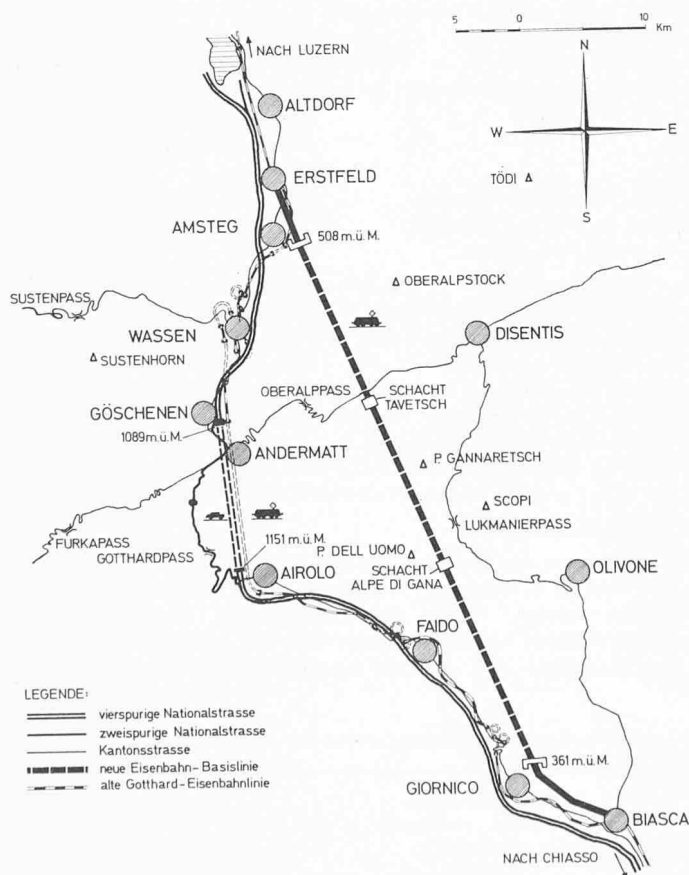 5 0 10
Km
NACH LUZERN
N
ALTDORF
W E
TÖDI
ERSTFELD
S
AMSTEG
508 m.ü.M.
OBERALPSTOCK
SUSTENPASS
WASSEN
DISENTIS
SUSTENHORN
OBERALPPASS
SCHACHT
TAVETSCH
GÖSCHENEN
1089m.ü.M.
ANDERMATT
P. GANNARETSCH
SCOPI
LUKMANIERPASS
FURKAPASS
GOTTHARDPASS
1151 m.ü.M.
P. DELL UOMO
SCHACHT
ALPE DI GANA
AIROLO
OLIVONE
FAIDO
LEGENDE:
vierspurige Nationalstrasse
zweispurige Nationalstrasse
Kantonsstrasse
neue Eisenbahn-Basislinie
alte Gotthard-Eisenbahnlinie
361 m.ü.M.
GIORNICO
BIASCA
NACH CHIASSO